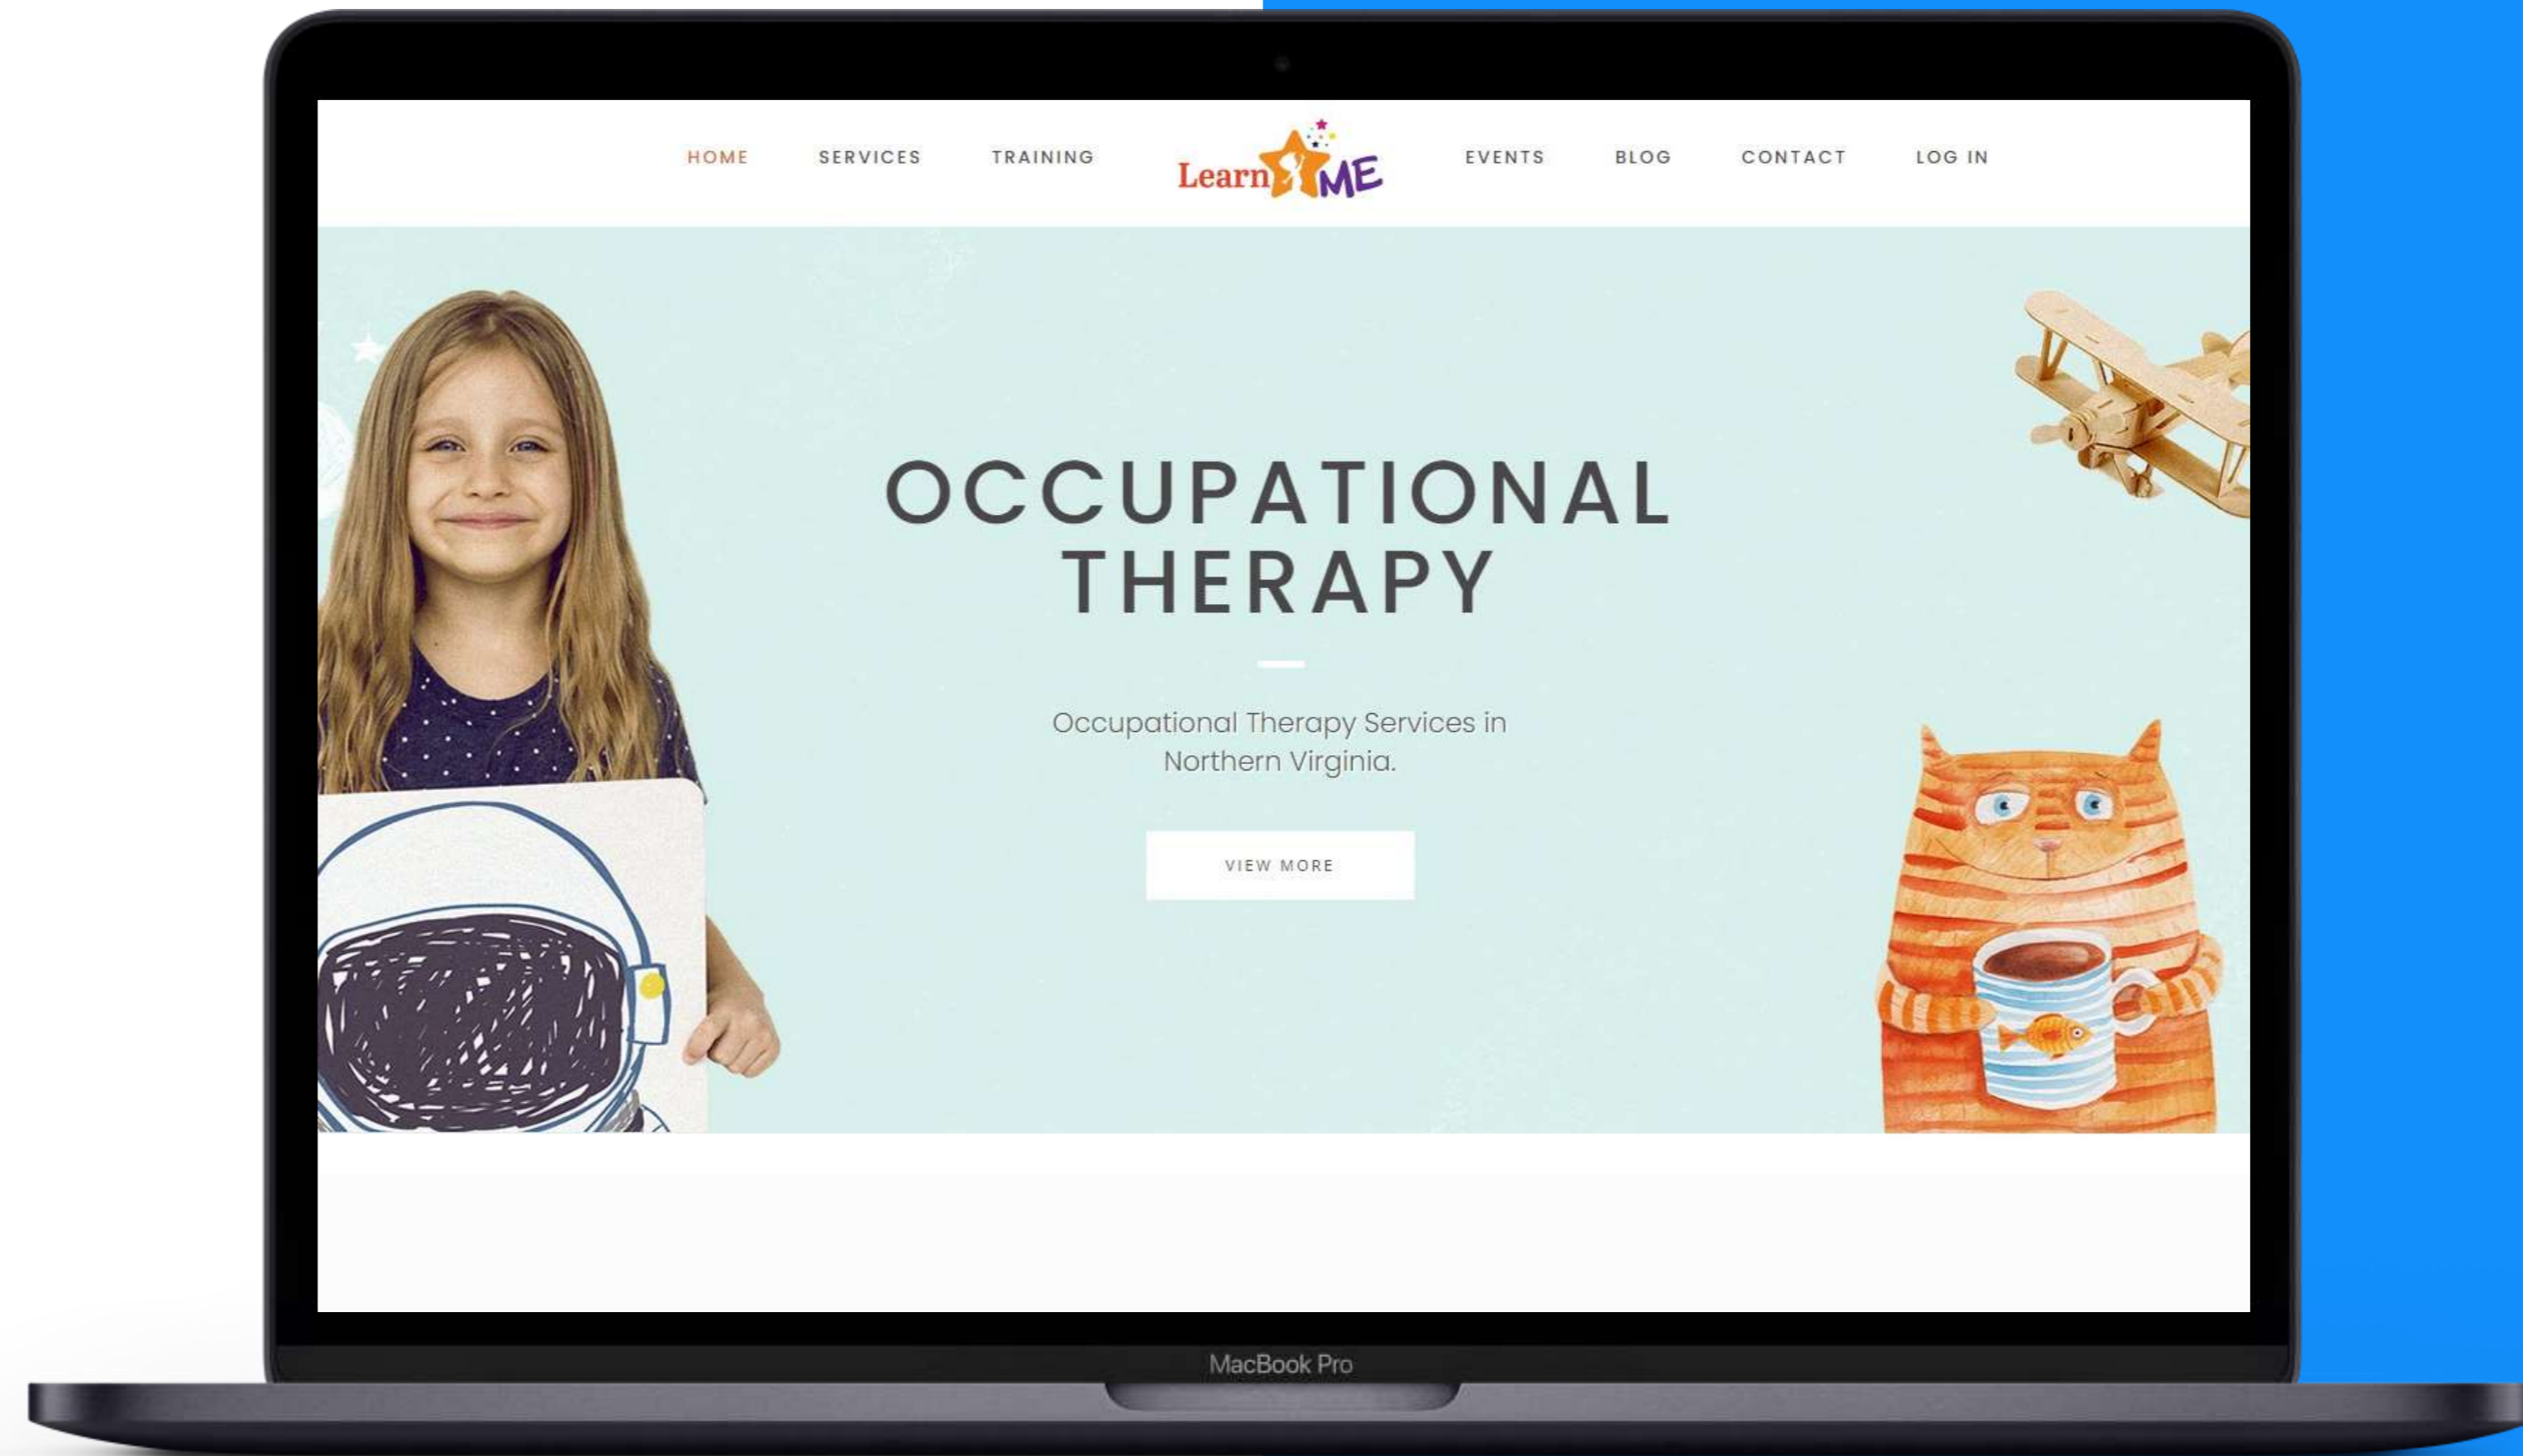 HOME SERVICES TRAINING Learn ME EVENTS BLOG CONTACT LOG IN
OCCUPATIONAL
THERAPY
Occupational Therapy Services in
Northern Virginia.
VIEW MORE
MacBook Pro